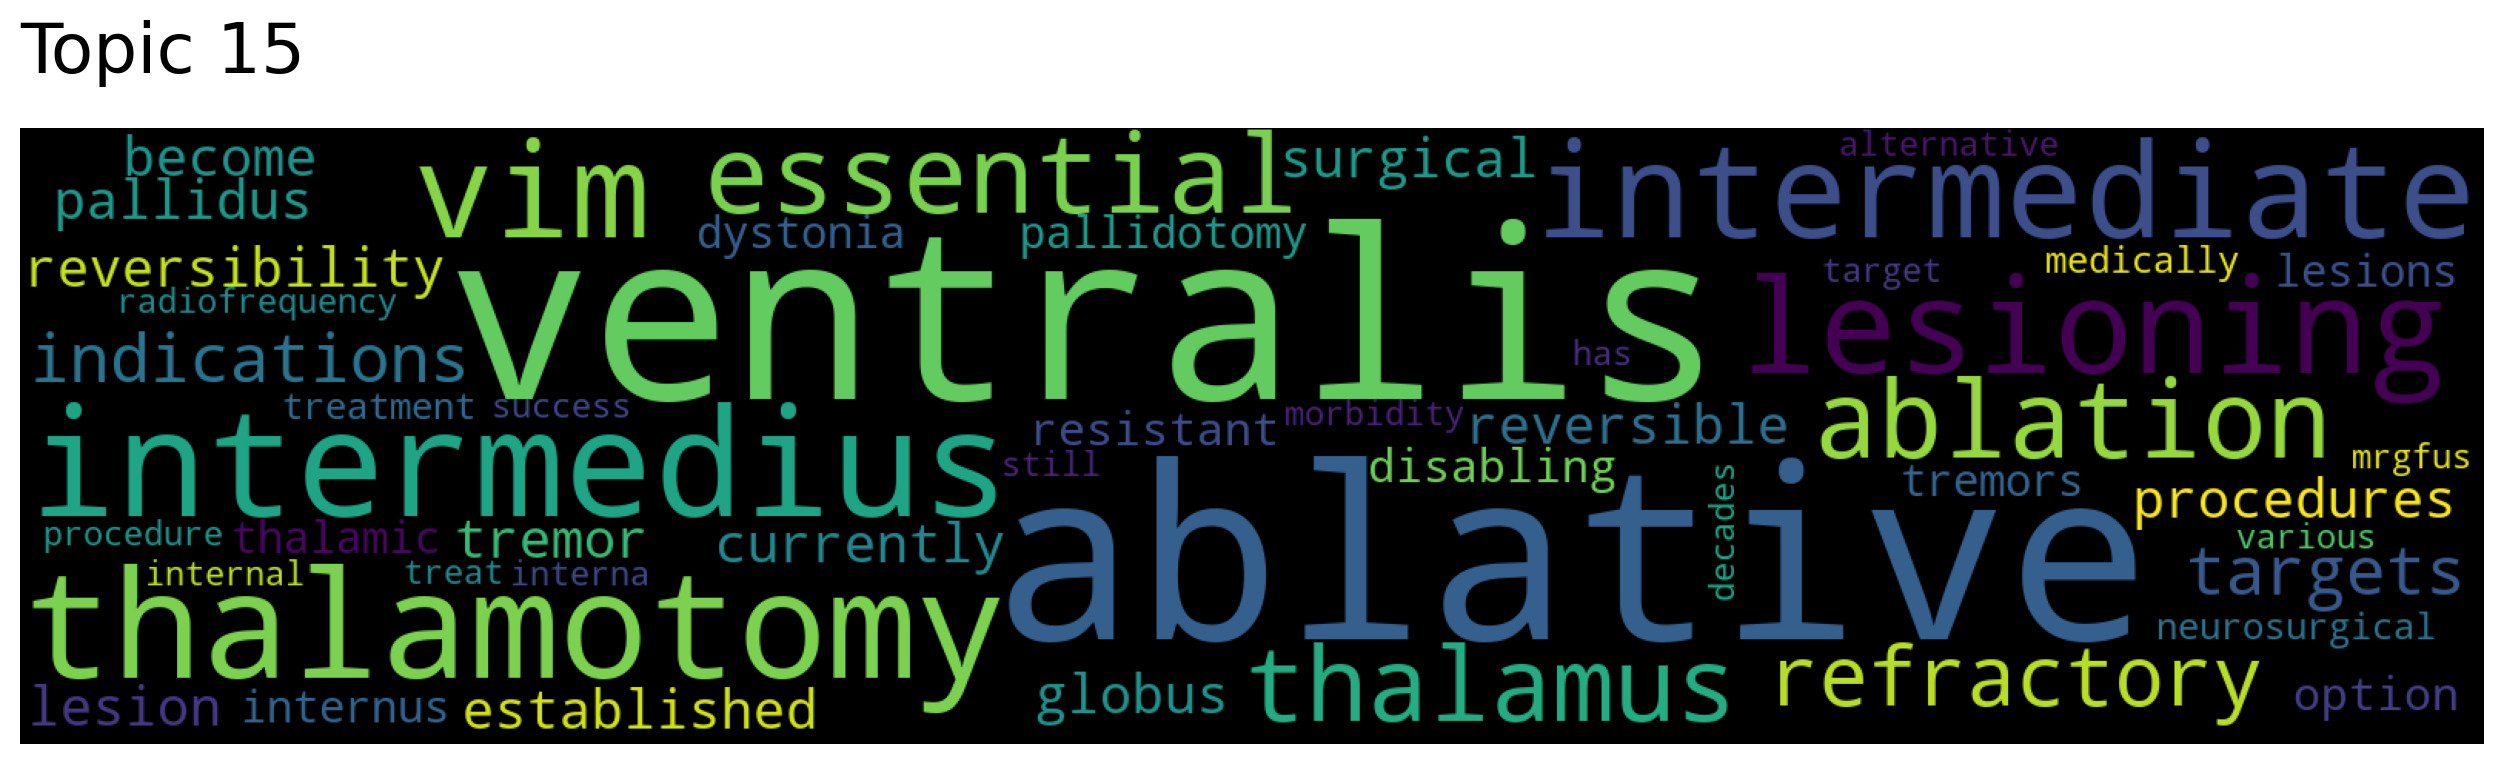 Topic 15
become
vim
essential
surgical
alternative
intermediate
pallidus
dystonia
pallidotomy
reversibility
ventralis
target
medically
lesions
radiofrequency
lesioning
indications
has
treatment
success
intermedius
resistant
morbidity
reversible
ablation
still
disabling
mrgfus
tremors
procedures
procedure
thalamic
tremor
currently
ablative
decades
various
internal
treat
interna
targets
thalamotomy
neurosurgical
lesion
internus
established
globus
thalamus
refractory
option